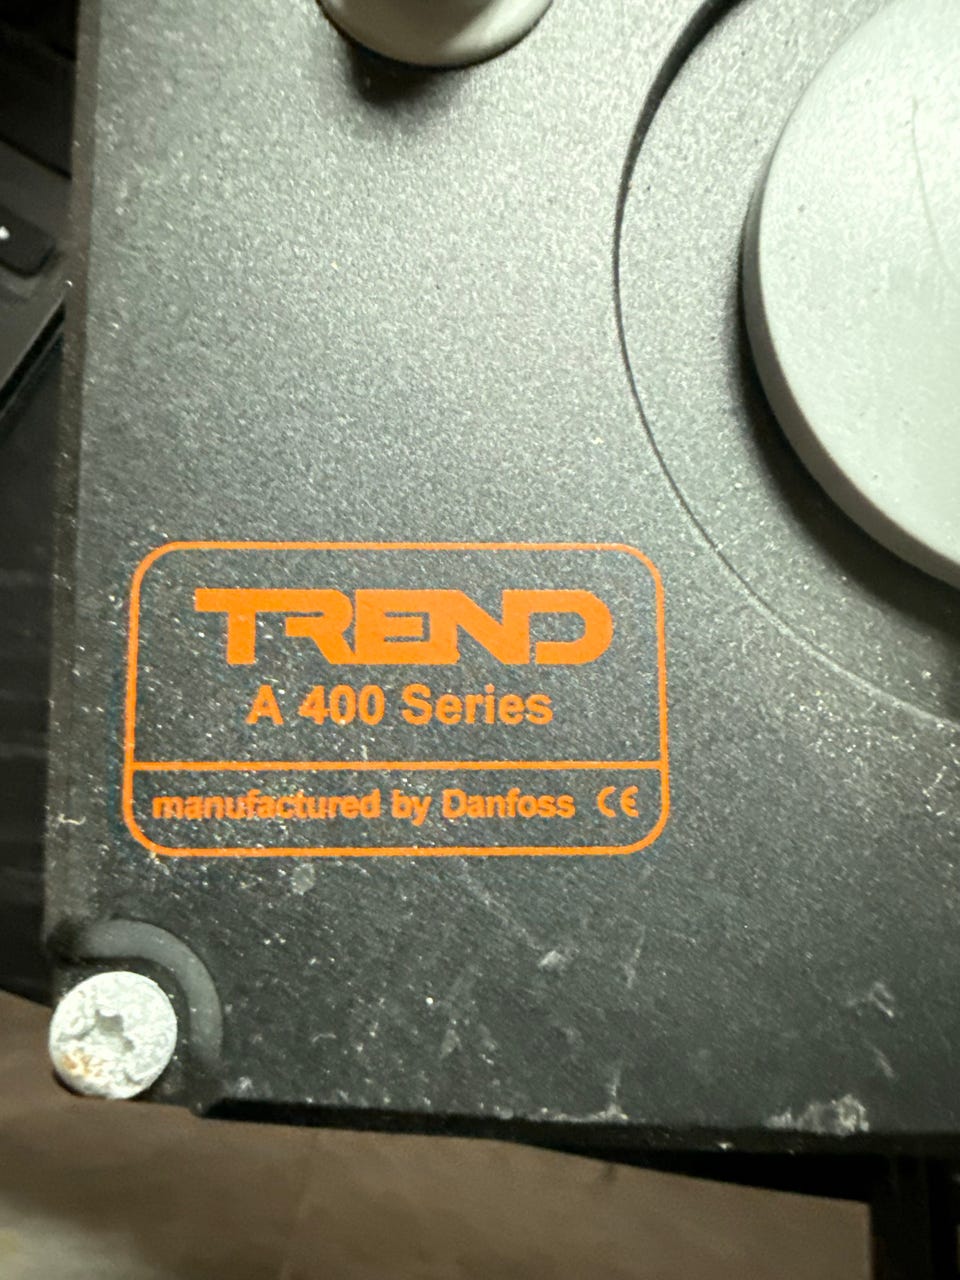 TREND
A 400 Series
manufactured by Danfoss CE